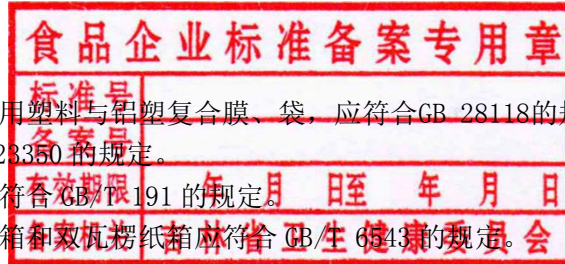 食品企业标准备案专用章
标准号
用塑料与铝塑复合膜、袋，应符合GB 28118的规
备案号
23350 的规定。
有效期限 年 月 日至 年 月 日
符合 GB/T 191 的规定。
备案机关 吉林省卫生健康委员会
箱和双瓦楞纸箱应符合 GB/T 6543 的规定。